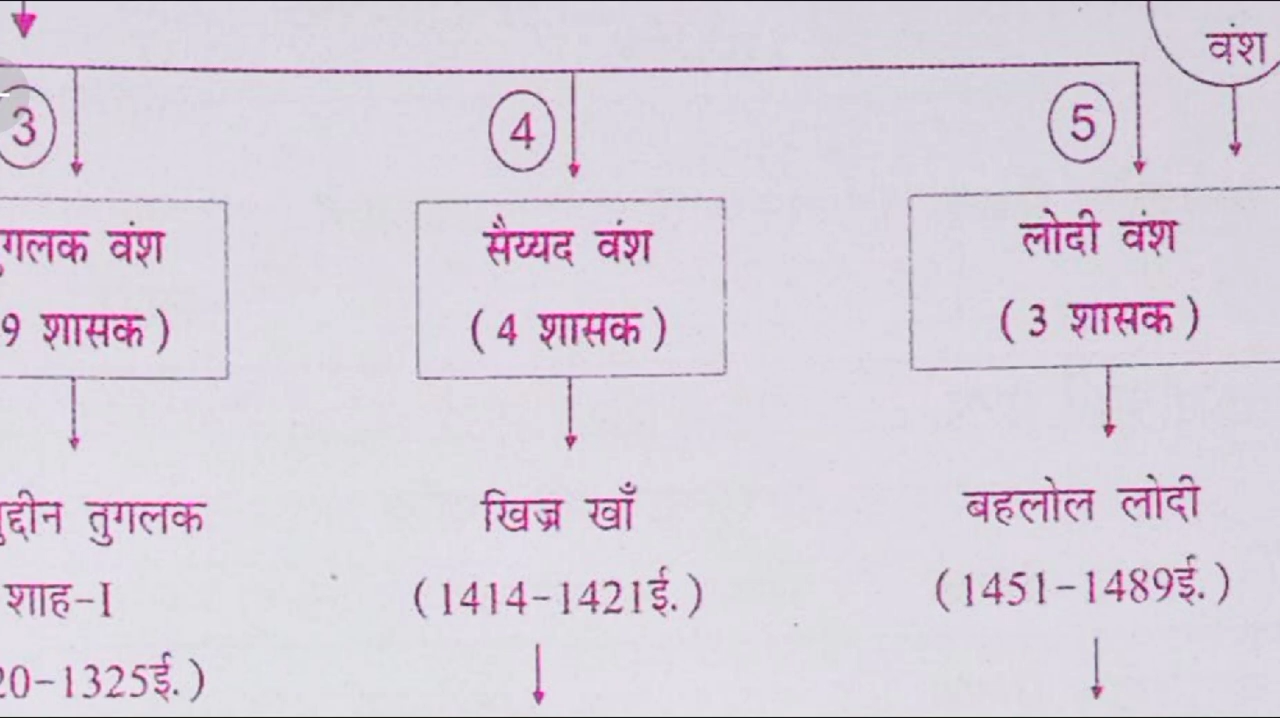 वंश
3
4
5
गलक वंश
9 शासक )
सैय्यद वंश
( 4 शासक )
लोदी वंश
( 3 शासक )
द्दीन तुगलक
शाह-I
20-1325ई.)
खिज्र खाँ
(1414-1421ई.)
बहलोल लोदी
(1451-1489ई.)